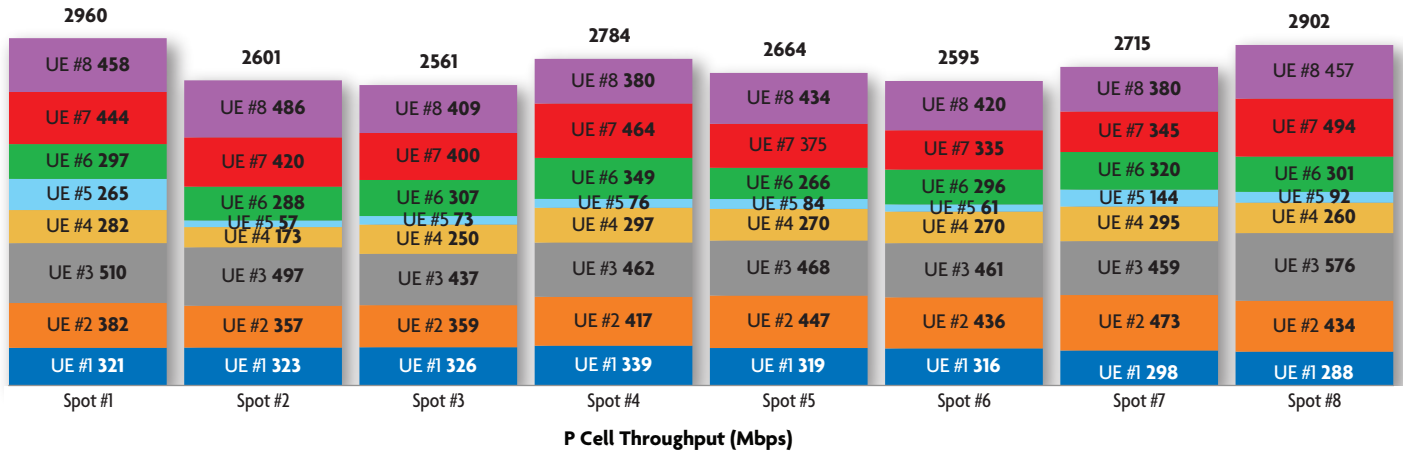 2960
UE #8 458
UE #7 444
UE #6 297
UE #5 265
UE #4 282
UE #3 510
UE #2 382
UE #1 321
Spot #1
2601
UE #8 486
UE #7 420
UE #6 288
UE #5 57
UE #4 173
UE #3 497
UE #2 357
UE #1 323
Spot #2
2561
UE #8 409
UE #7 400
UE #6 307
UE #5 73
UE #4 250
UE #3 437
UE #2 359
UE #1 326
Spot #3
2784
UE #8 380
UE #7 464
UE #6 349
UE #5 76
UE #4 297
UE #3 462
UE #2 417
UE #1 339
Spot #4
2664
UE #8 434
UE #7 375
UE #6 266
UE #5 84
UE #4 270
UE #3 468
UE #2 447
UE #1 319
Spot #5
2595
UE #8 420
UE #7 335
UE #6 296
UE #5 61
UE #4 270
UE #3 461
UE #2 436
UE #1 316
Spot #6
2715
UE #8 380
UE #7 345
UE #6 320
UE #5 144
UE #4 295
UE #3 459
UE #2 473
UE #1 298
Spot #7
2902
UE #8 457
UE #7 494
UE #6 301
UE #5 92
UE #4 260
UE #3 576
UE #2 434
UE #1 288
Spot #8
P Cell Throughput (Mbps)